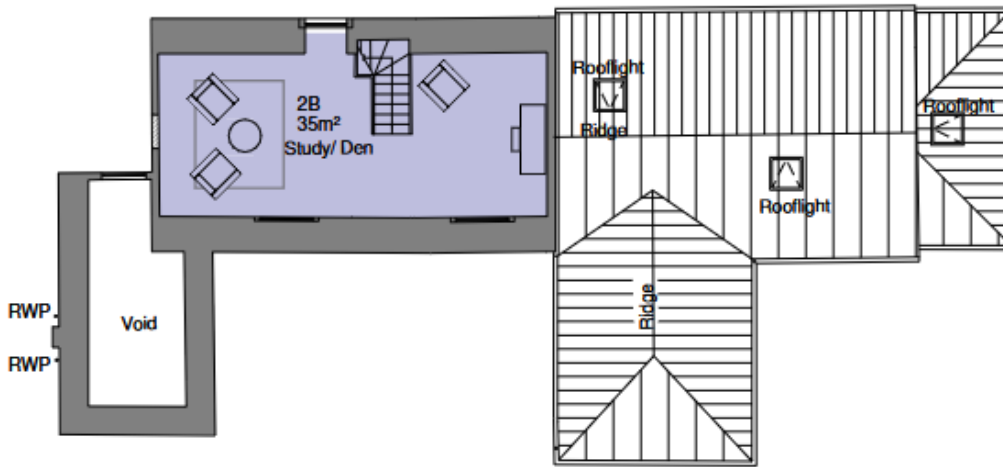 Rooflight
2B
35m²
Study/ Den
Rooflight
Ridge
Rooflight
Ridge
RWP
Void
RWP